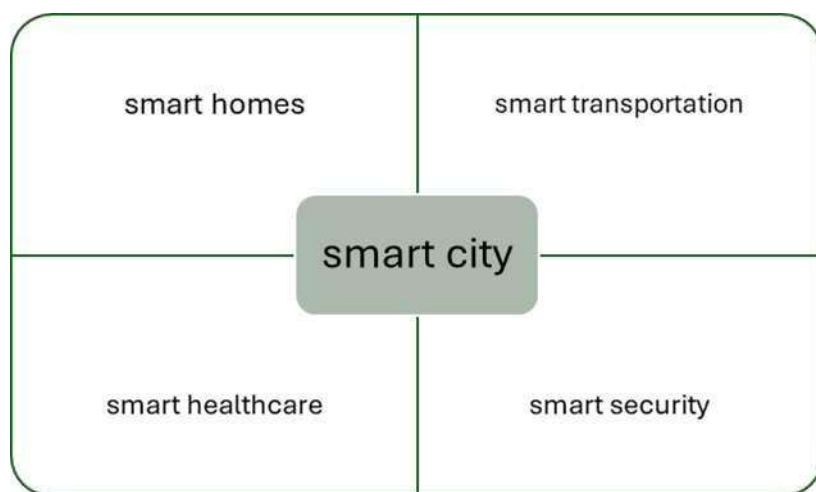 smart homes
smart transportation
smart city
smart healthcare
smart security